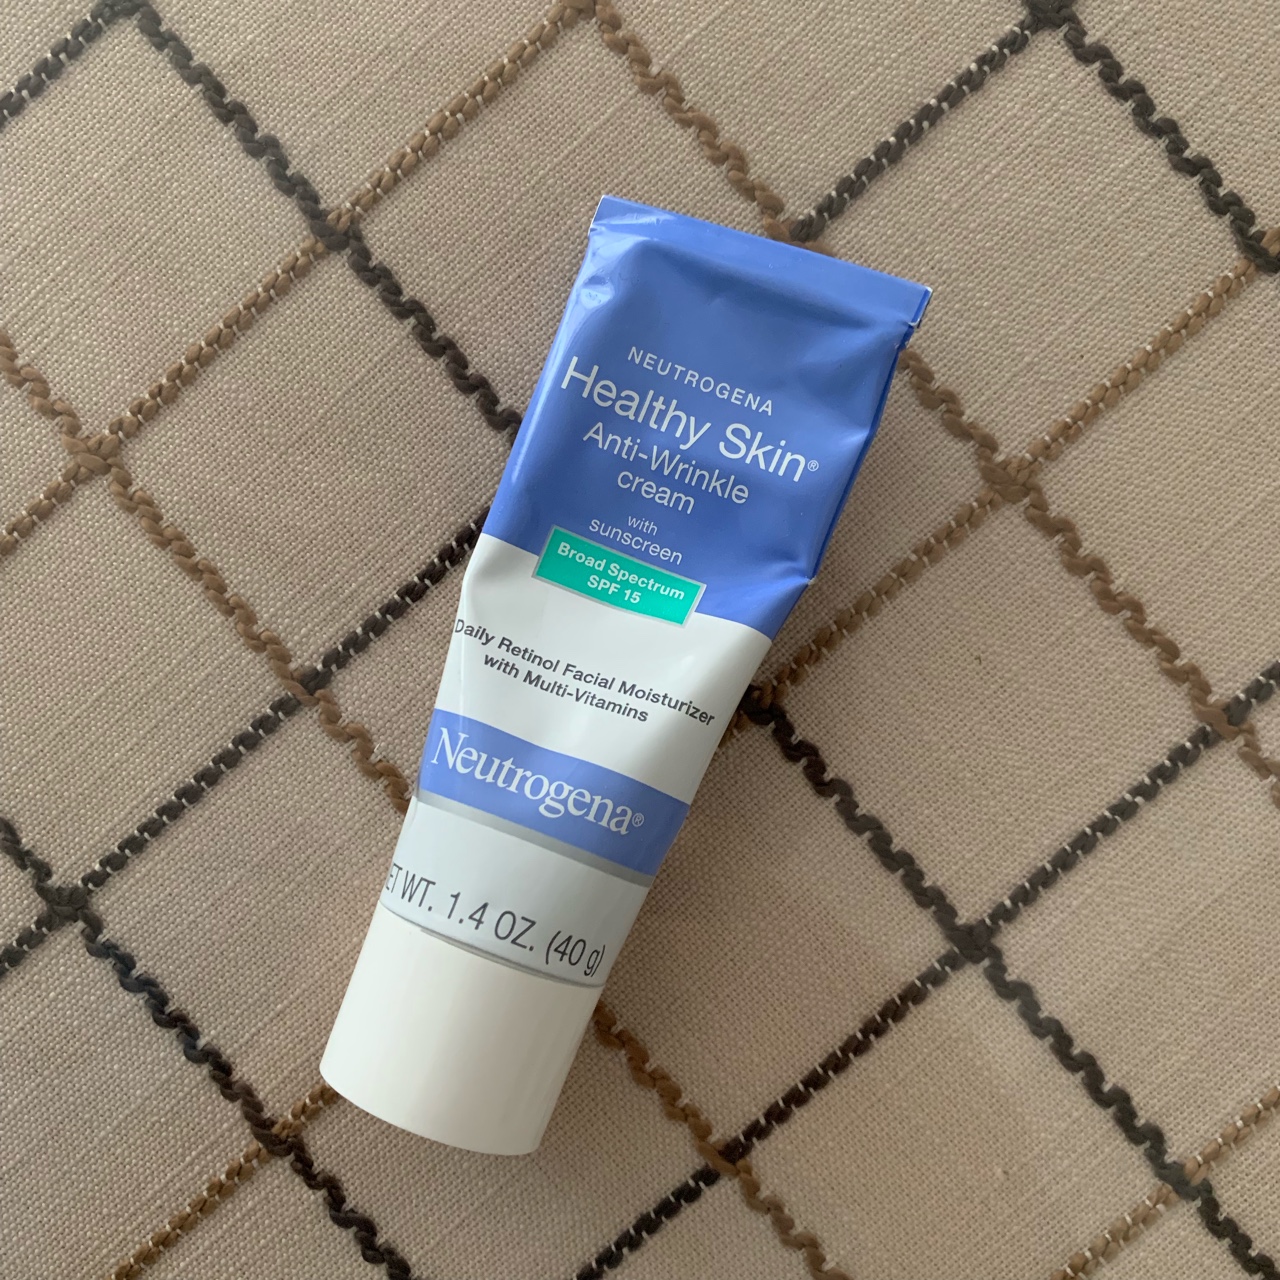 NEUTROGENA
Healthy Skin®
Anti-Wrinkle
cream
with
sunscreen
Broad Spectrum
SPF 15
Daily Retinol Facial Moisturizer
with Multi-Vitamins
Neutrogena®
ET WT. 1.4 OZ. (40 g)